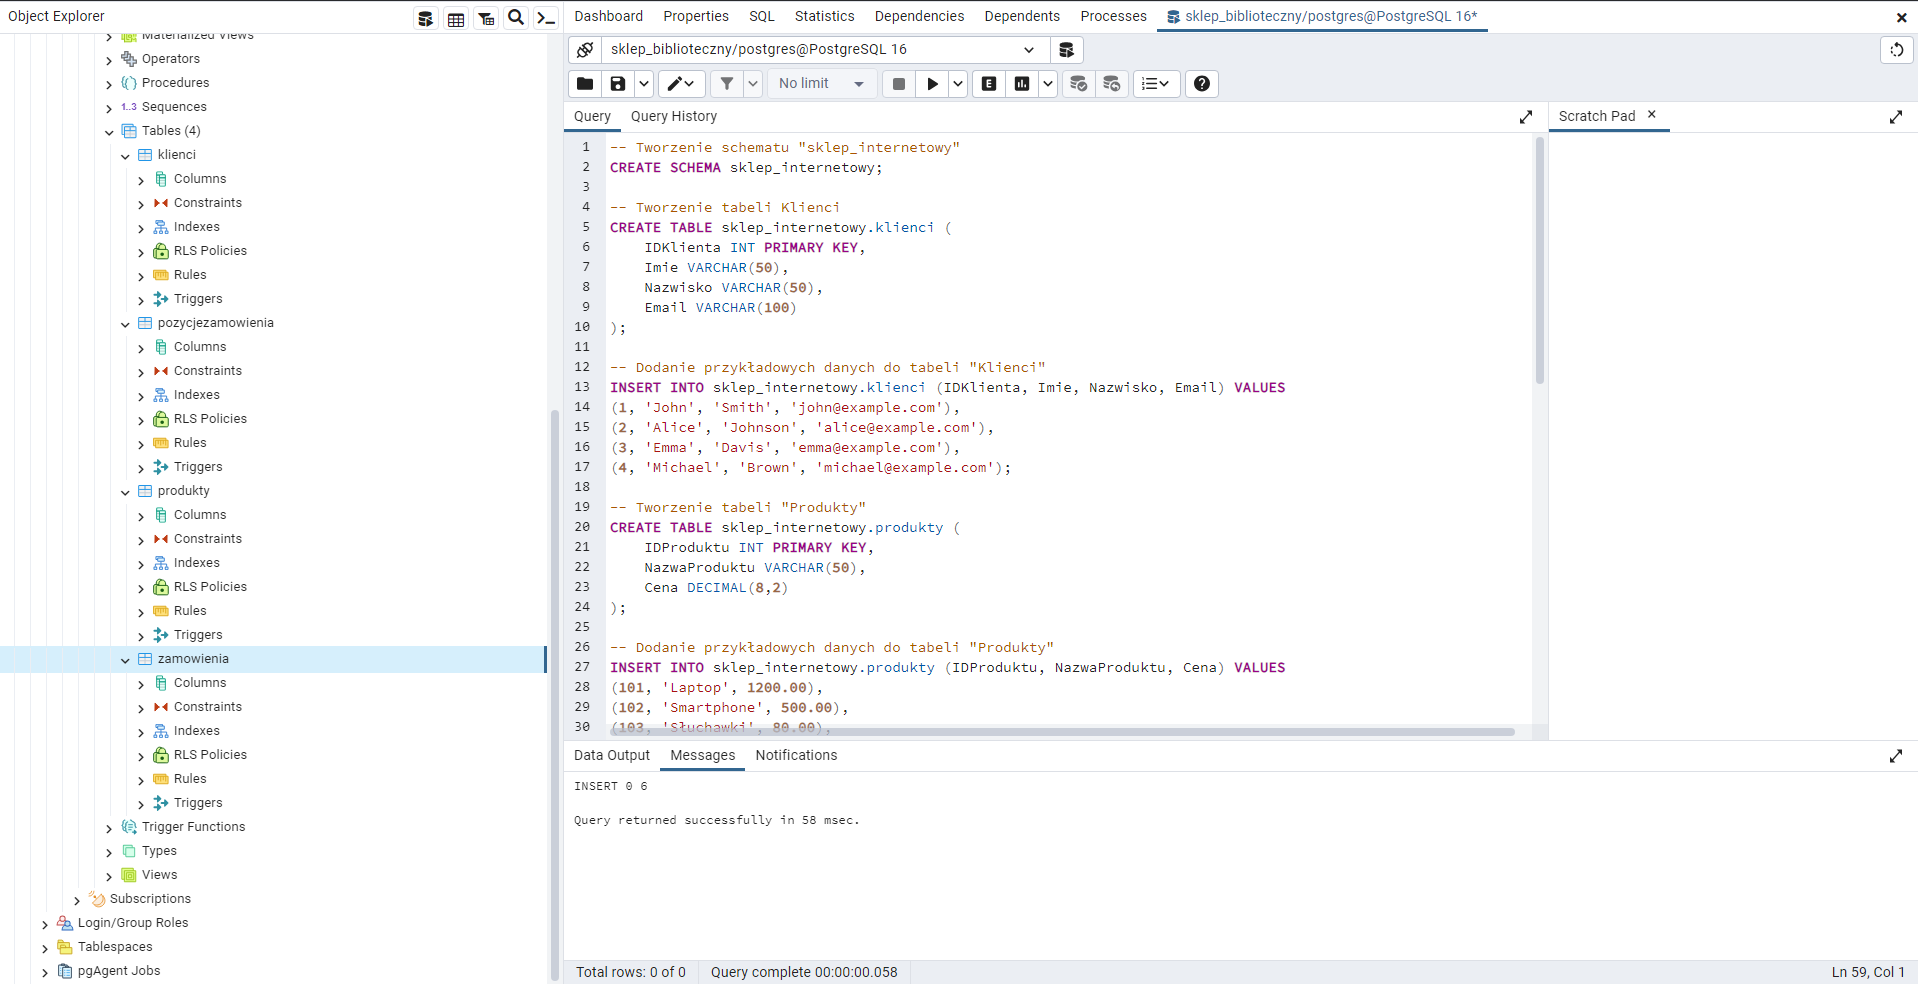 Object Explorer
Dashboard Properties SQL Statistics Dependencies Dependents Processes sklep_biblioteczny/postgres@PostgreSQL 16*
sklep_biblioteczny/postgres@PostgreSQL 16
No limit
Materialized Views
Operators
Procedures
1..3 Sequences
Tables (4)
klienci
Columns
Constraints
Indexes
RLS Policies
Rules
Triggers
pozycjezamowienia
Columns
Constraints
Indexes
RLS Policies
Rules
Triggers
produkty
Columns
Constraints
Indexes
RLS Policies
Rules
Triggers
zamowienia
Columns
Constraints
Indexes
RLS Policies
Rules
Triggers
Trigger Functions
Types
Views
Subscriptions
Login/Group Roles
Tablespaces
pgAgent Jobs
Query Query History
Scratch Pad
1 -- Tworzenie schematu "sklep_internetowy"
2 CREATE SCHEMA sklep_internetowy;
3
4 -- Tworzenie tabeli Klienci
5 CREATE TABLE sklep_internetowy.klienci (
6 IDKlienta INT PRIMARY KEY,
7 Imie VARCHAR(50),
8 Nazwisko VARCHAR(50),
9 Email VARCHAR(100)
10 );
11
12 -- Dodanie przykładowych danych do tabeli "Klienci"
13 INSERT INTO sklep_internetowy.klienci (IDKlienta, Imie, Nazwisko, Email) VALUES
14 (1, 'John', 'Smith', 'john@example.com'),
15 (2, 'Alice', 'Johnson', 'alice@example.com'),
16 (3, 'Emma', 'Davis', 'emma@example.com'),
17 (4, 'Michael', 'Brown', 'michael@example.com');
18
19 -- Tworzenie tabeli "Produkty"
20 CREATE TABLE sklep_internetowy.produkty (
21 IDProduktu INT PRIMARY KEY,
22 NazwaProduktu VARCHAR(50),
23 Cena DECIMAL(8,2)
24 );
25
26 -- Dodanie przykładowych danych do tabeli "Produkty"
27 INSERT INTO sklep_internetowy.produkty (IDProduktu, NazwaProduktu, Cena) VALUES
28 (101, 'Laptop', 1200.00),
29 (102, 'Smartphone', 500.00),
30 (103, 'Słuchawki', 80.00),
Data Output Messages Notifications
INSERT 0 6
Query returned successfully in 58 msec.
Total rows: 0 of 0 Query complete 00:00:00.058 Ln 59, Col 1